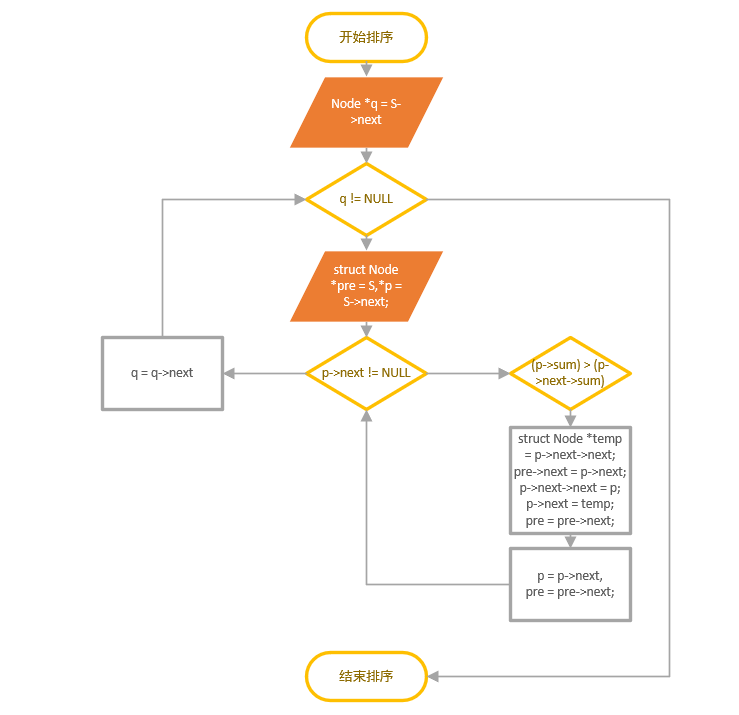 开始排序
Node *q = S-
>next
q != NULL
struct Node
*pre = S,*p =
S->next;
q = q->next
p->next != NULL
(p->sum) > (p-
>next->sum)
struct Node *temp
= p->next->next;
pre->next = p->next;
p->next->next = p;
p->next = temp;
pre = pre->next;
p = p->next,
pre = pre->next;
结束排序